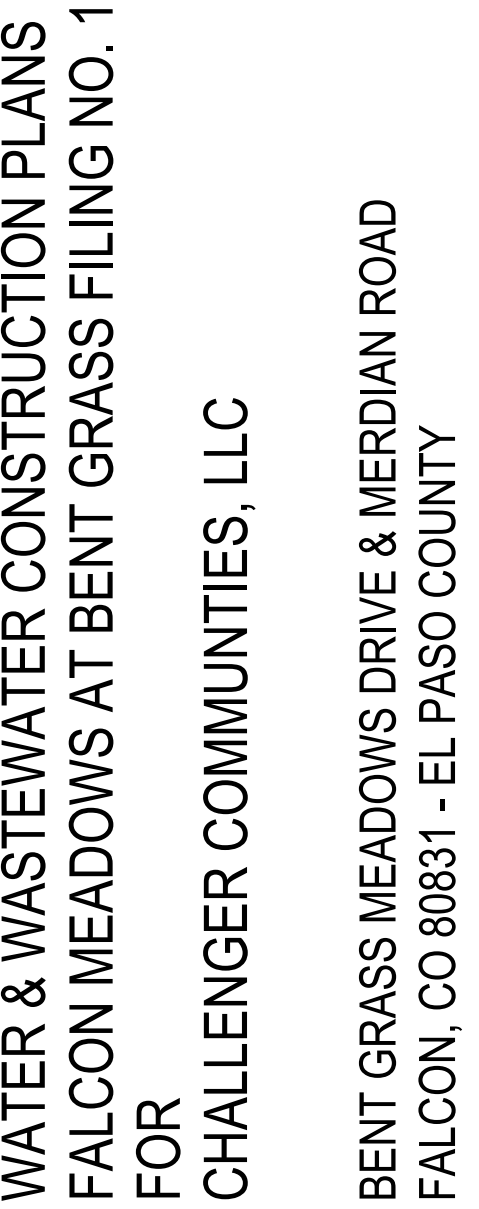 WATER & WASTEWATER CONSTRUCTION PLANS
FALCON MEADOWS AT BENT GRASS FILING NO. 1
FOR
CHALLENGER COMMUNTIES, LLC
BENT GRASS MEADOWS DRIVE & MERDIAN ROAD
FALCON, CO 80831 - EL PASO COUNTY